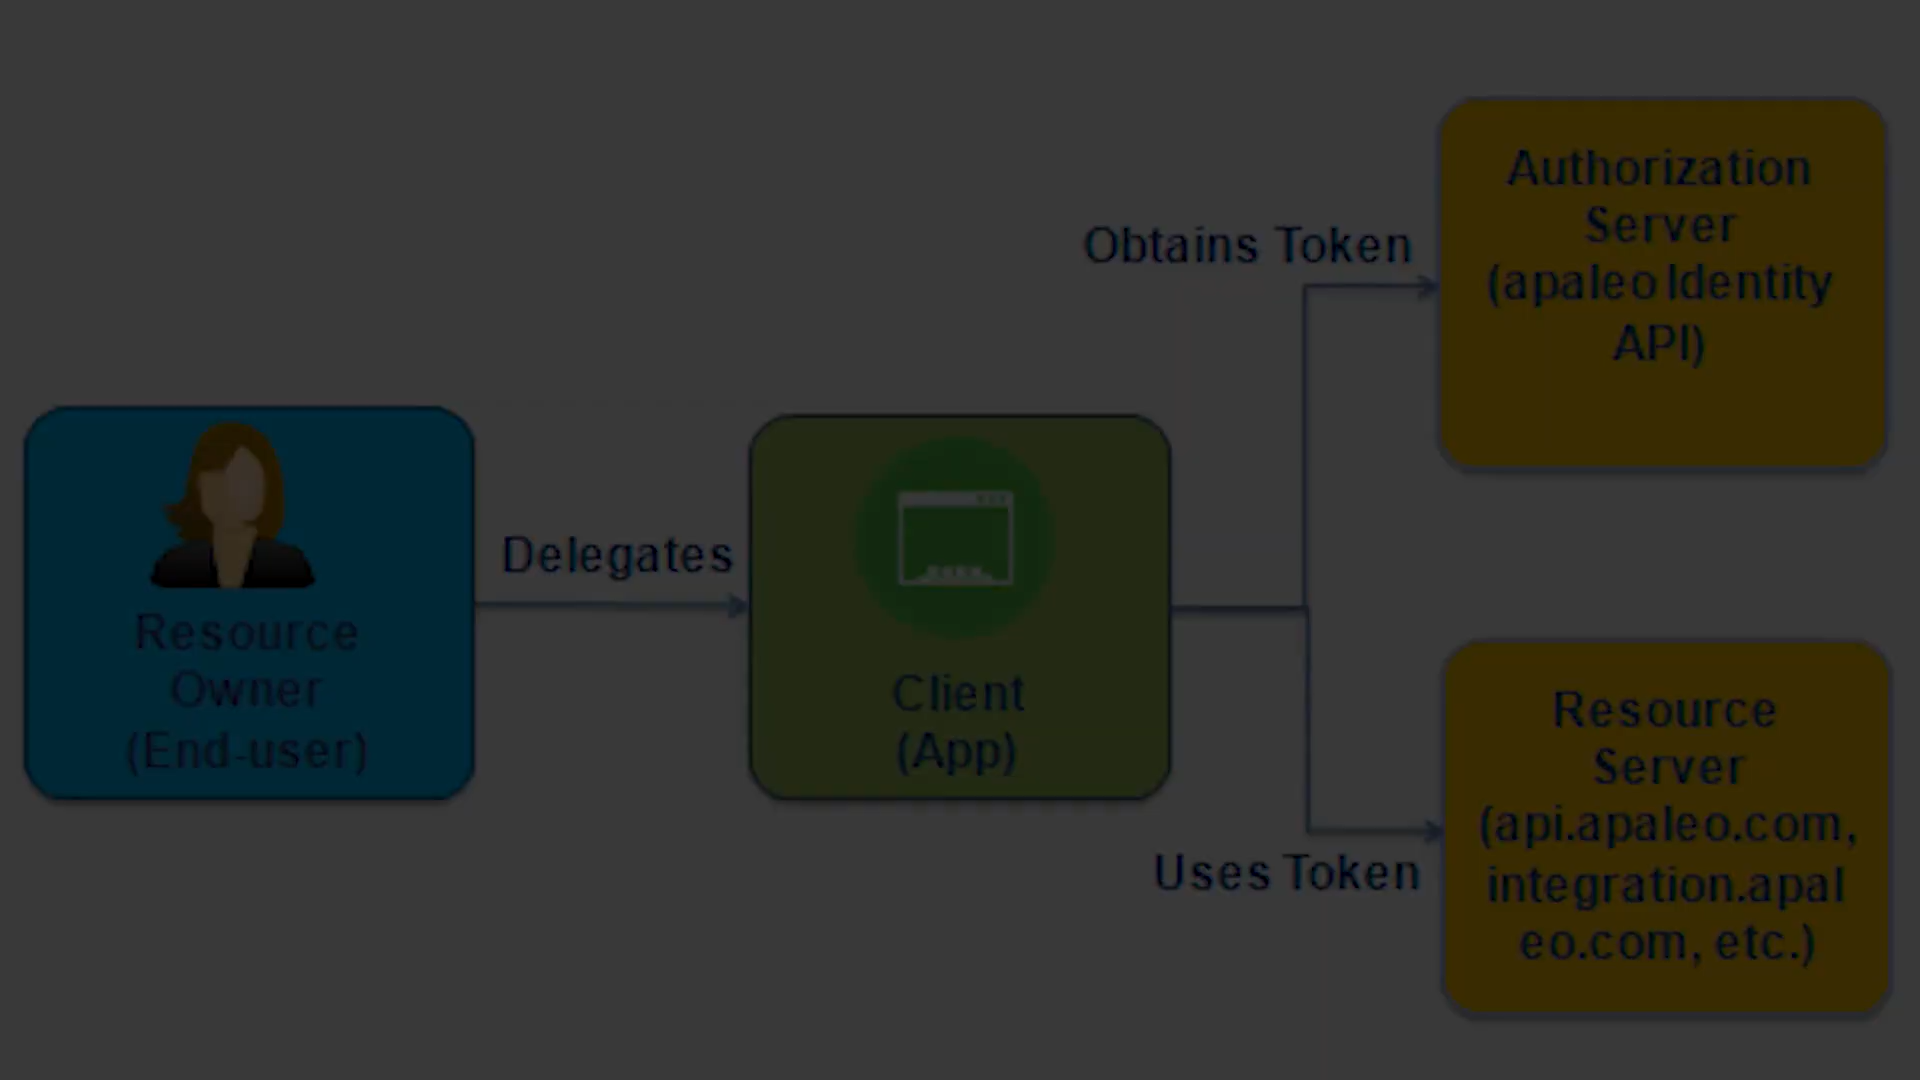 Authorization
Server
(apaleo Identity
API)
Obtains Token
Delegates
Resource
Owner
(End-user)
Client
(App)
Resource
Server
(api.apaleo.com,
integration.apal
eo.com, etc.)
Uses Token